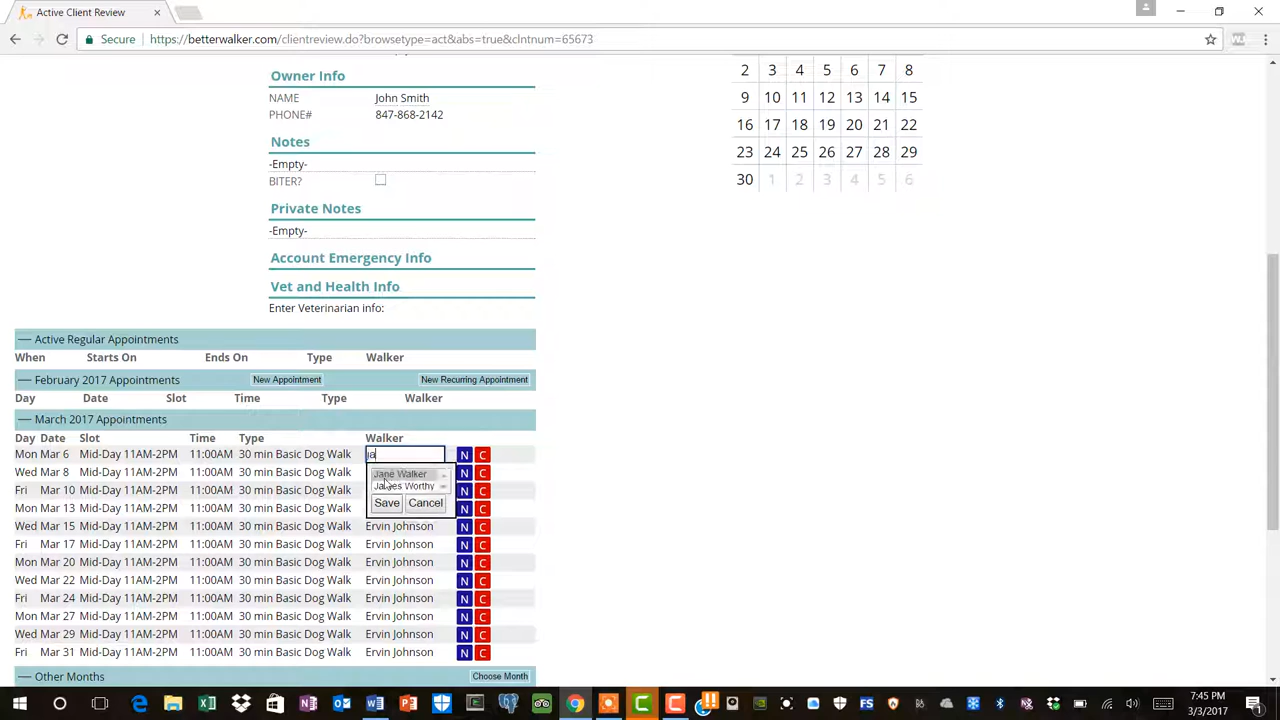 Active Client Review
Secure https://betterwalker.com/clientreview.do?browsetype=act&abs=true&clntnum=65673
Owner Info
NAME John Smith
PHONE# 847-868-2142
Notes
-Empty-
BITER?
Private Notes
-Empty-
Account Emergency Info
Vet and Health Info
Enter Veterinarian info:
2 3 4 5 6 7 8
9 10 11 12 13 14 15
16 17 18 19 20 21 22
23 24 25 26 27 28 29
30 1 2 3 4 5 6
Active Regular Appointments
When Starts On Ends On Type Walker
February 2017 Appointments New Appointment New Recurring Appointment
Day Date Slot Time Type Walker
March 2017 Appointments
Day Date Slot Time Type Walker
Mon Mar 6 Mid-Day 11AM-2PM 11:00AM 30 min Basic Dog Walk ja N C
Wed Mar 8 Mid-Day 11AM-2PM 11:00AM 30 min Basic Dog Walk Jane Walker N C
Fri Mar 10 Mid-Day 11AM-2PM 11:00AM 30 min Basic Dog Walk James Worthy N C
Mon Mar 13 Mid-Day 11AM-2PM 11:00AM 30 min Basic Dog Walk Save Cancel N C
Wed Mar 15 Mid-Day 11AM-2PM 11:00AM 30 min Basic Dog Walk Ervin Johnson N C
Fri Mar 17 Mid-Day 11AM-2PM 11:00AM 30 min Basic Dog Walk Ervin Johnson N C
Mon Mar 20 Mid-Day 11AM-2PM 11:00AM 30 min Basic Dog Walk Ervin Johnson N C
Wed Mar 22 Mid-Day 11AM-2PM 11:00AM 30 min Basic Dog Walk Ervin Johnson N C
Fri Mar 24 Mid-Day 11AM-2PM 11:00AM 30 min Basic Dog Walk Ervin Johnson N C
Mon Mar 27 Mid-Day 11AM-2PM 11:00AM 30 min Basic Dog Walk Ervin Johnson N C
Wed Mar 29 Mid-Day 11AM-2PM 11:00AM 30 min Basic Dog Walk Ervin Johnson N C
Fri Mar 31 Mid-Day 11AM-2PM 11:00AM 30 min Basic Dog Walk Ervin Johnson N C
Other Months Choose Month
7:45 PM
3/3/2017